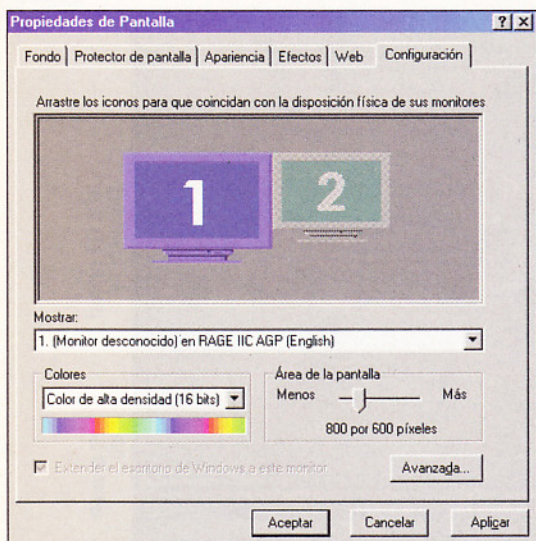 Propiedades de Pantalla
Fondo Protector de pantalla Apariencia Efectos Web Configuración
Arrastre los iconos para que coincidan con la disposición física de sus monitores
1 2
Mostrar:
1. (Monitor desconocido) en RAGE IIC AGP (English)
Colores
Color de alta densidad (16 bits)
Área de la pantalla
Menos Más
800 por 600 píxeles
Extender el escritorio de Windows a este monitor.
Avanzada...
Aceptar Cancelar Aplicar